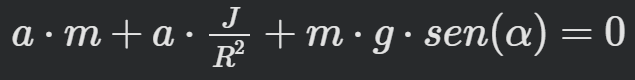 a · m + a · J/R² + m · g · sen(α) = 0